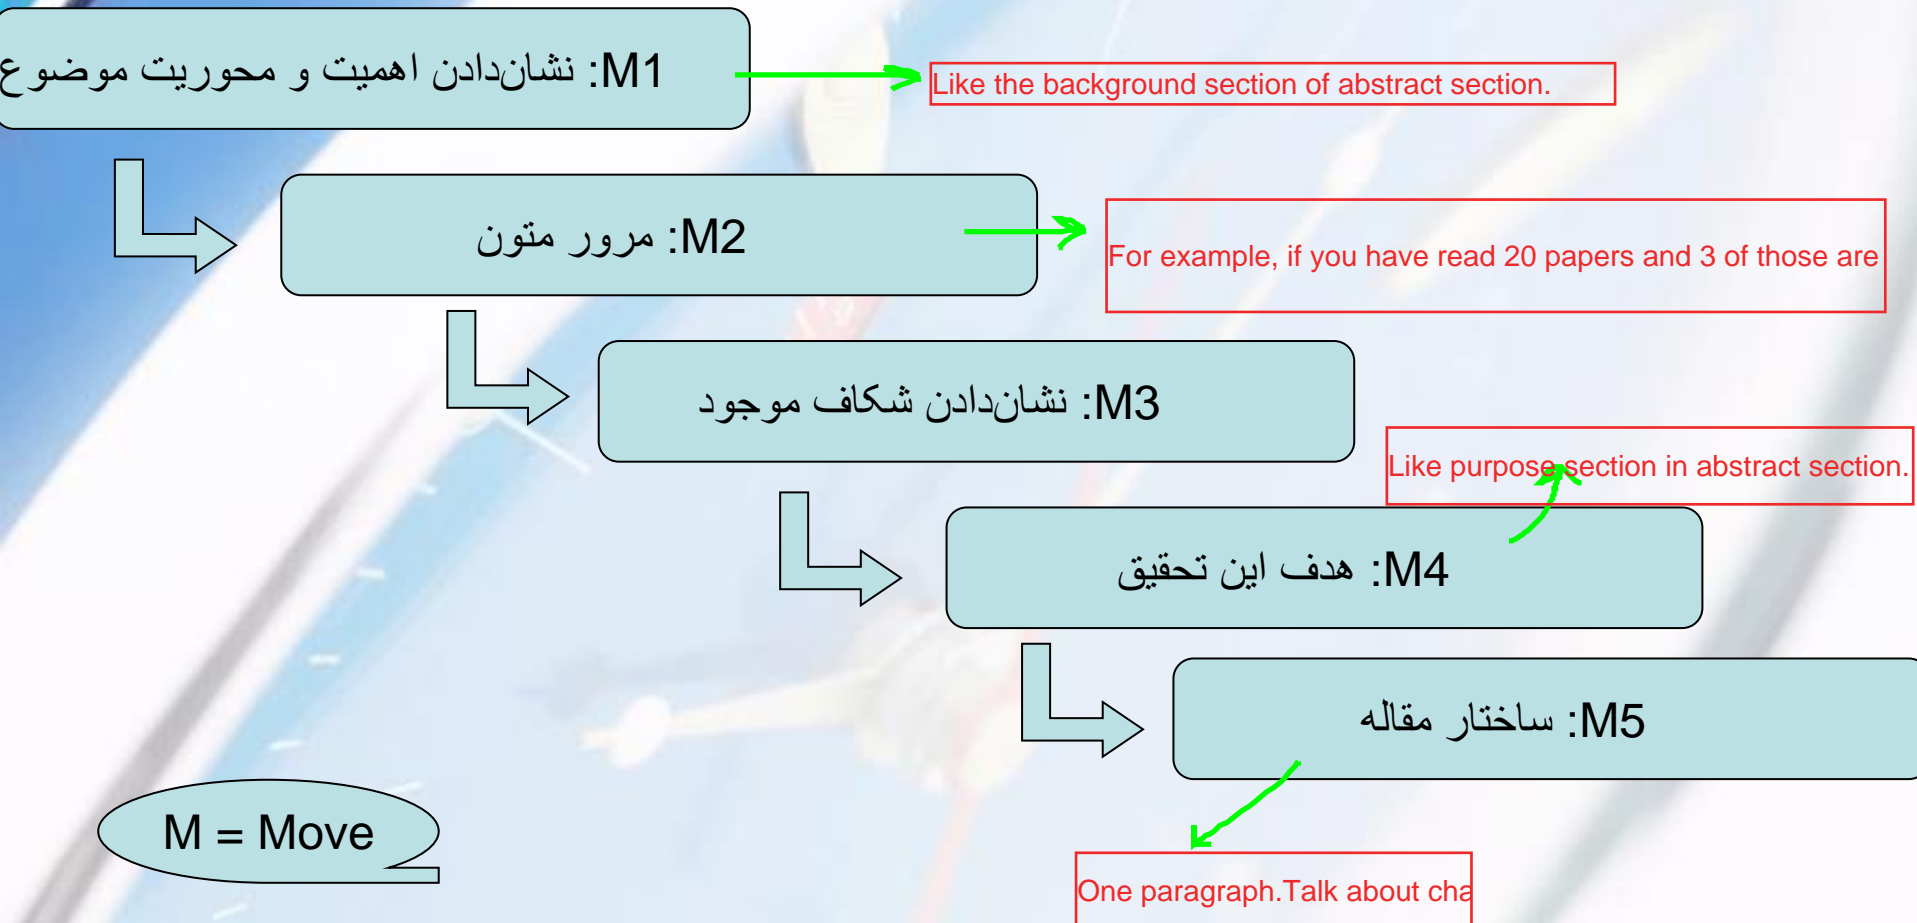 M1: نشان‌دادن اهمیت و محوریت موضوع
Like the background section of abstract section.
M2: مرور متون
For example, if you have read 20 papers and 3 of those are
M3: نشان‌دادن شکاف موجود
Like purpose section in abstract section.
M4: هدف این تحقیق
M5: ساختار مقاله
M = Move
One paragraph.Talk about cha